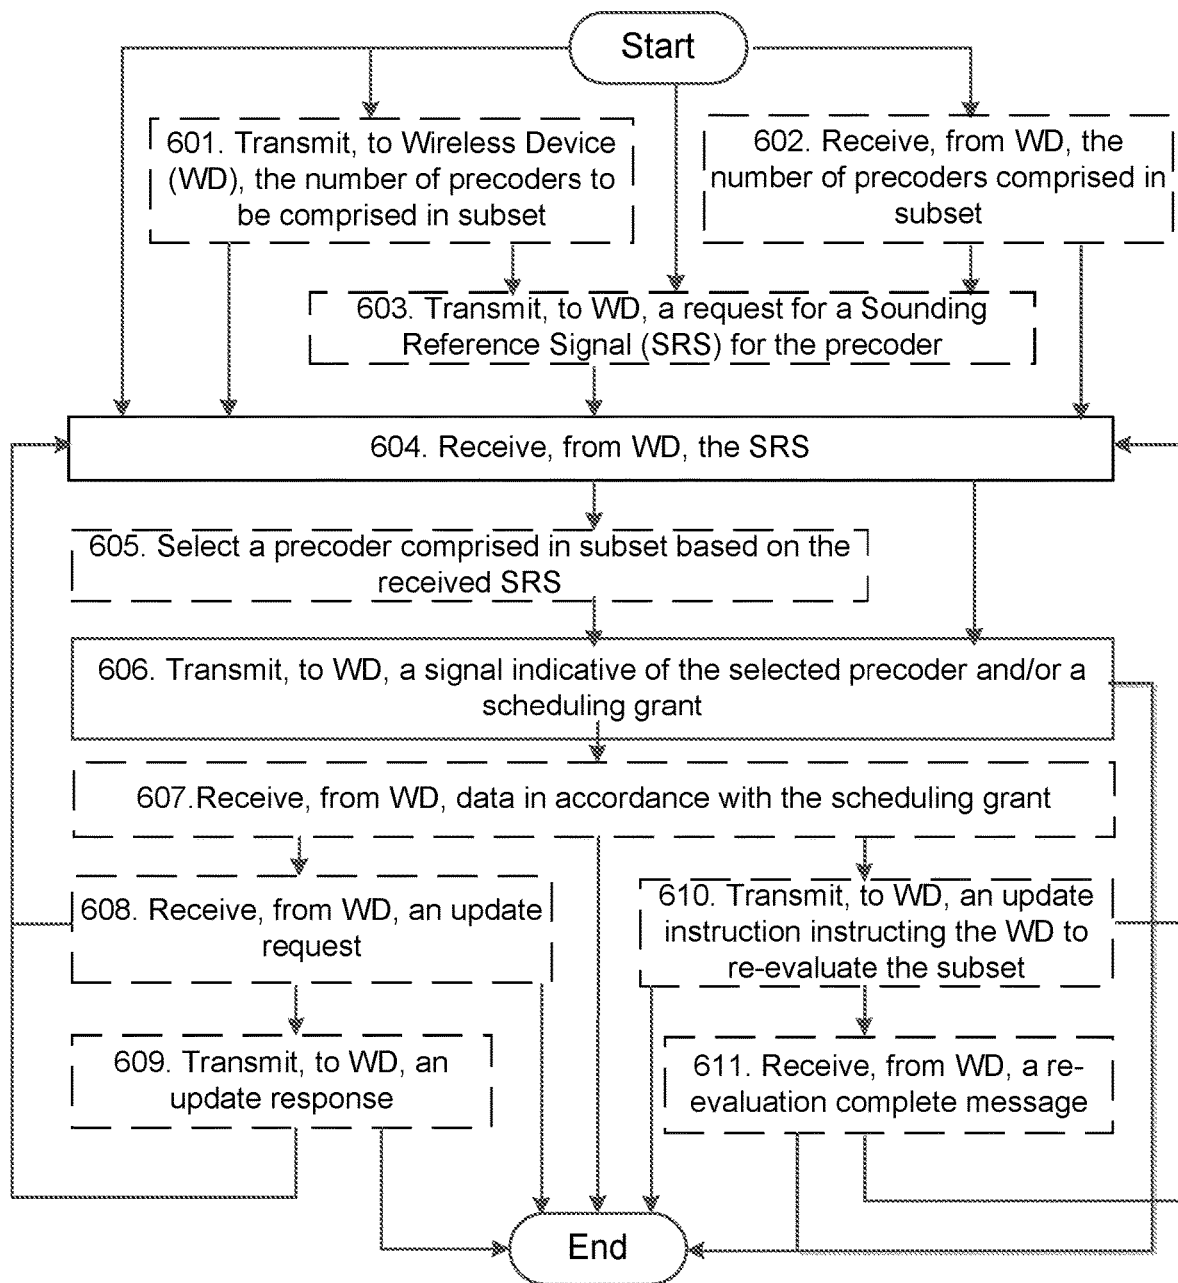 Start
601. Transmit, to Wireless Device
(WD), the number of precoders to
be comprised in subset
602. Receive, from WD, the
number of precoders comprised in
subset
603. Transmit, to WD, a request for a Sounding
Reference Signal (SRS) for the precoder
604. Receive, from WD, the SRS
605. Select a precoder comprised in subset based on the
received SRS
606. Transmit, to WD, a signal indicative of the selected precoder and/or a
scheduling grant
607.Receive, from WD, data in accordance with the scheduling grant
608. Receive, from WD, an update
request
610. Transmit, to WD, an update
instruction instructing the WD to
re-evaluate the subset
609. Transmit, to WD, an
update response
611. Receive, from WD, a re-
evaluation complete message
End